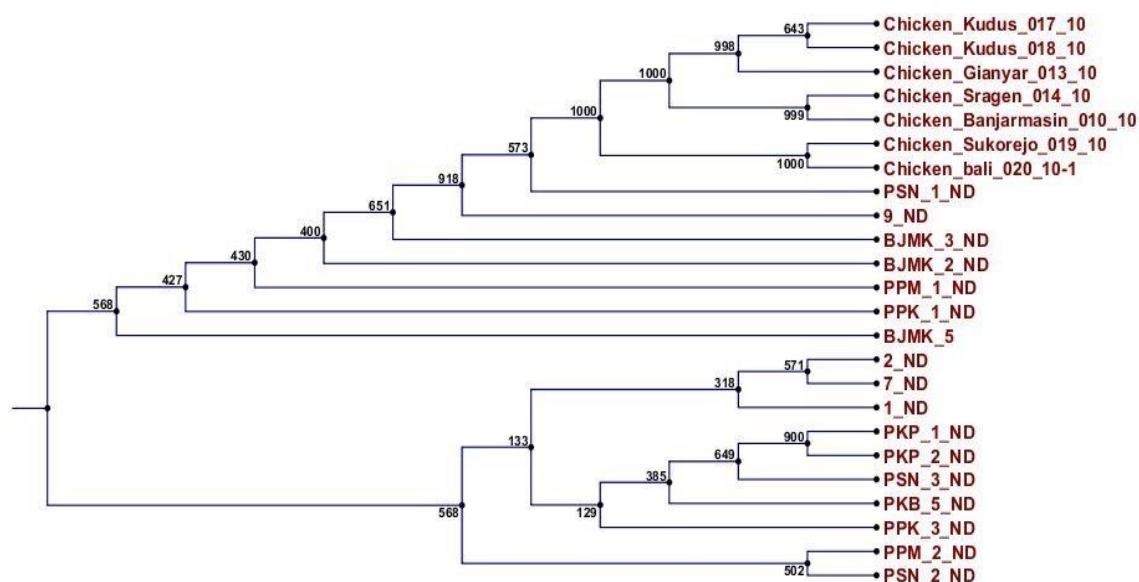 Chicken_Kudus_017_10
643
Chicken_Kudus_018_10
998
Chicken_Gianyar_013_10
1000
Chicken_Sragen_014_10
999
Chicken_Banjarmasin_010_10
1000
Chicken_Sukorejo_019_10
573
1000
Chicken_bali_020_10-1
918
PSN_1_ND
651
9_ND
400
BJMK_3_ND
430
BJMK_2_ND
427
PPM_1_ND
568
PPK_1_ND
BJMK_5
2_ND
571
7_ND
318
1_ND
PKP_1_ND
133
900
PKP_2_ND
649
PSN_3_ND
385
PKB_5_ND
568
129
PPK_3_ND
PPM_2_ND
502
PSN_2_ND